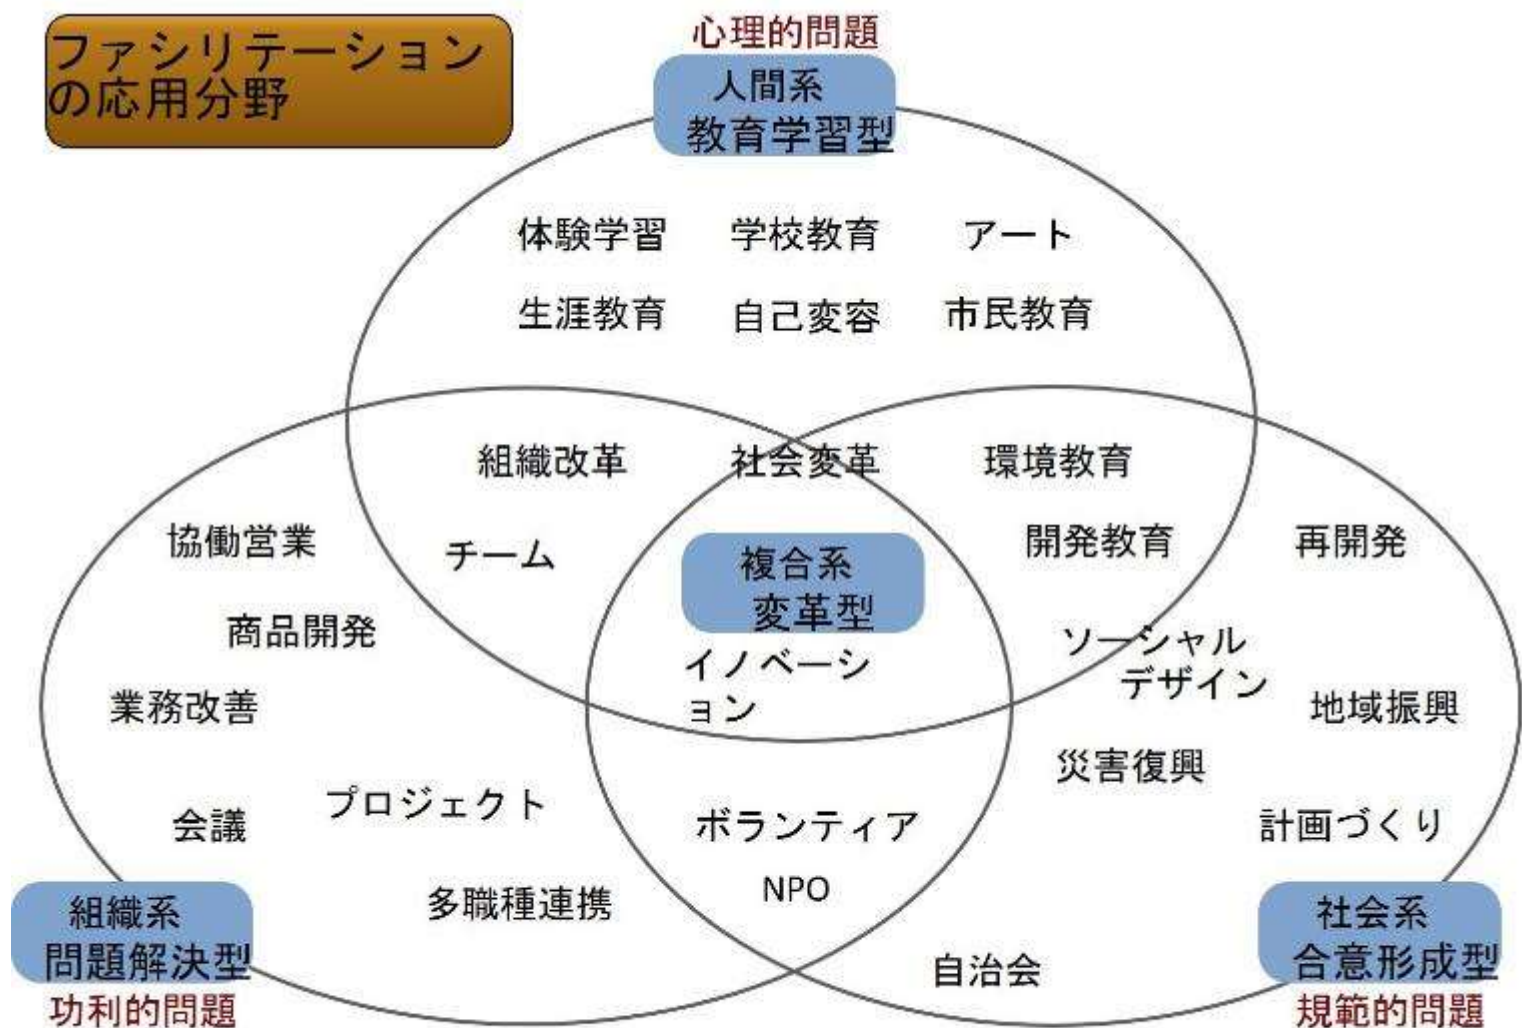 ファシリテーション
の応用分野
心理的問題
人間系
教育学習型
体験学習
学校教育
アート
生涯教育
自己変容
市民教育
組織改革
社会変革
環境教育
協働営業
チーム
複合系
変革型
開発教育
再開発
商品開発
イノベーシ
ョン
ソーシャル
デザイン
業務改善
地域振興
災害復興
会議
プロジェクト
ボランティア
計画づくり
多職種連携
NPO
自治会
組織系
問題解決型
功利的問題
社会系
合意形成型
規範的問題